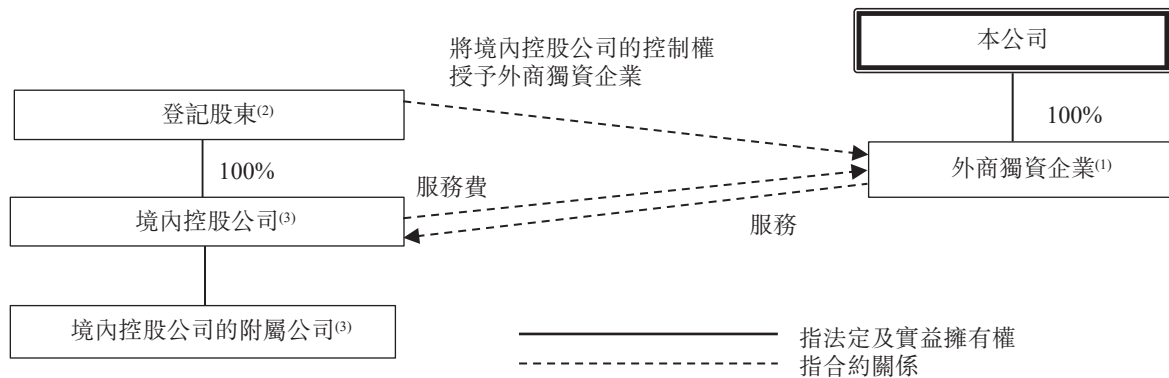 本公司
將境內控股公司的控制權
授予外商獨資企業
登記股東(2)
100%
100%
外商獨資企業(1)
服務費
境內控股公司(3)
服務
境內控股公司的附屬公司(3)
指法定及實益擁有權
指合約關係